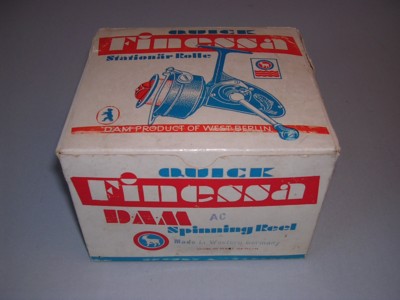 QUICK
Finessa
Stationär Rolle
DAM PRODUCT OF WEST-BERLIN
QUICK
Finessa
DAM AC
Spinning Reel
Made in Western Germany